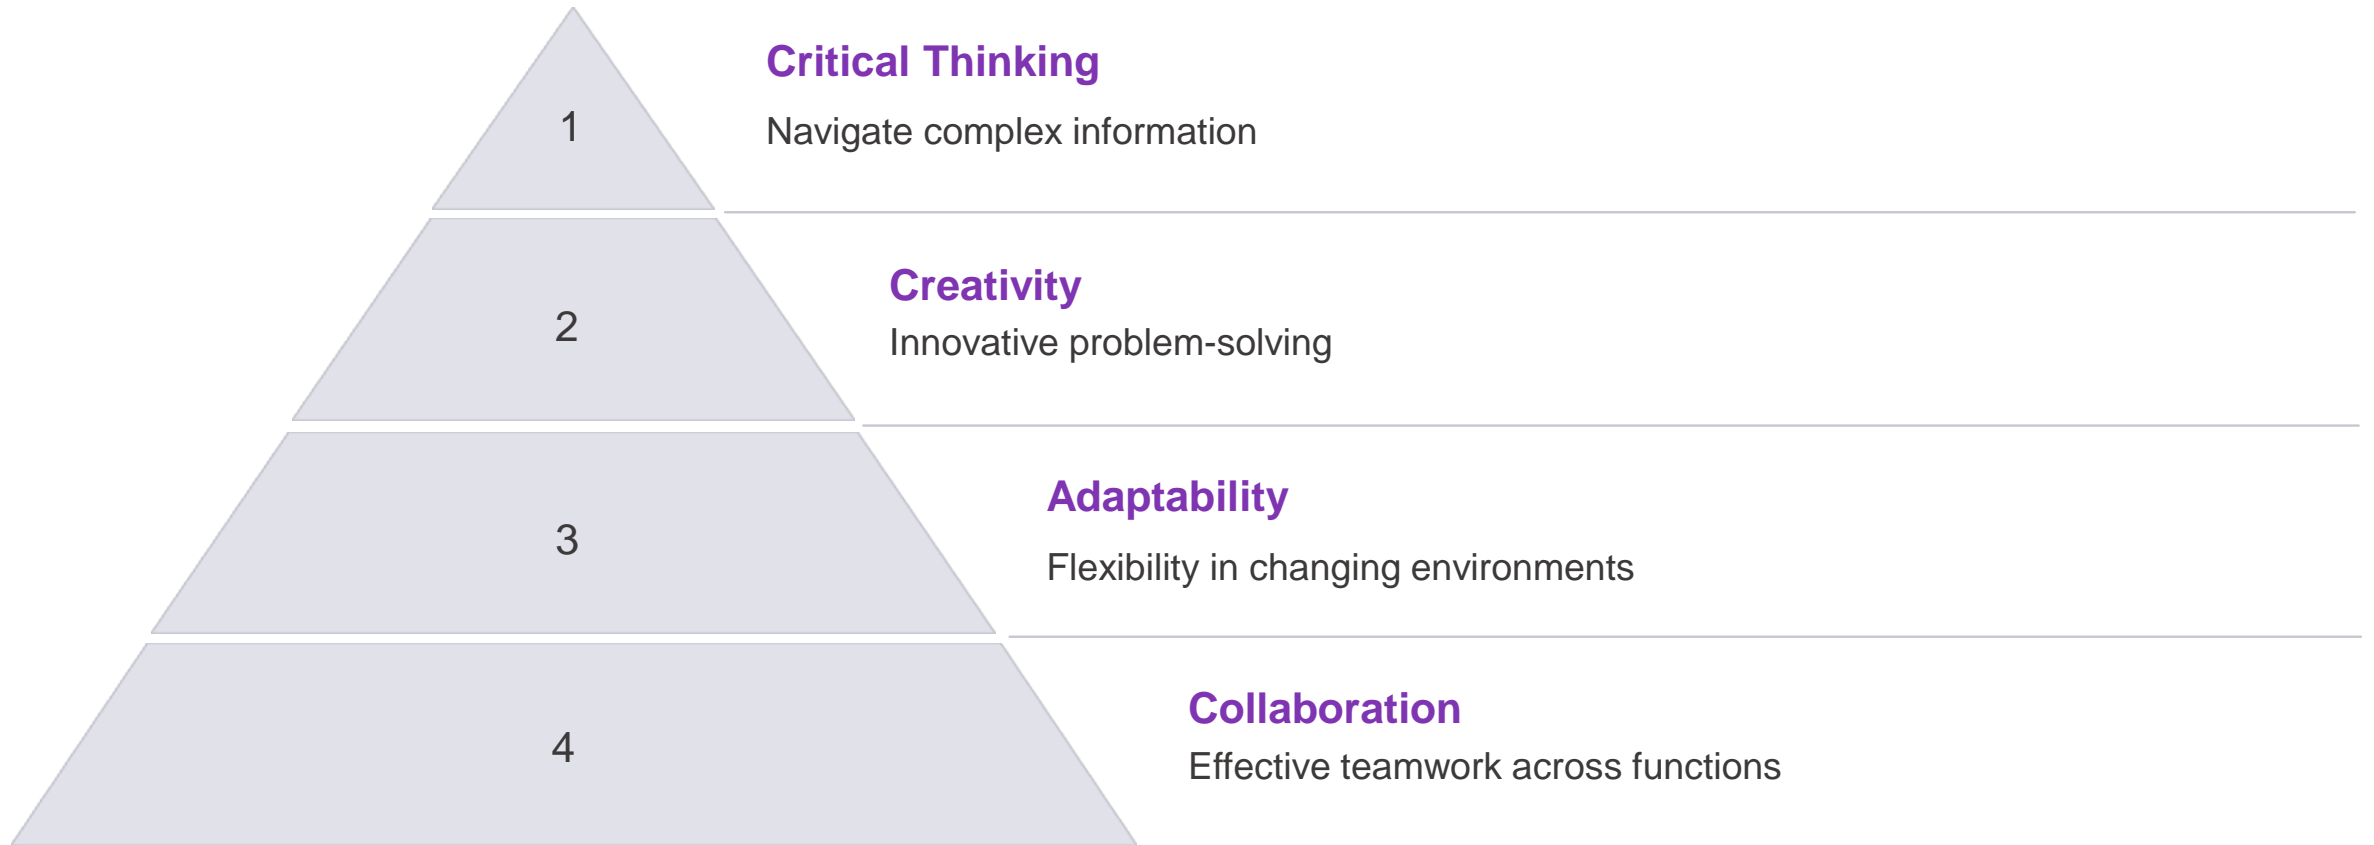 1
Critical Thinking
Navigate complex information
2
Creativity
Innovative problem-solving
3
Adaptability
Flexibility in changing environments
4
Collaboration
Effective teamwork across functions